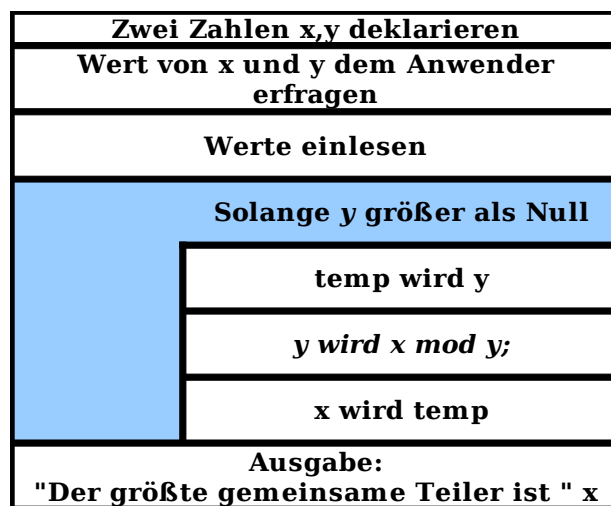 Zwei Zahlen x,y deklarieren
Wert von x und y dem Anwender
erfragen
Werte einlesen
Solange y größer als Null
temp wird y
y wird x mod y;
x wird temp
Ausgabe:
"Der größte gemeinsame Teiler ist " x